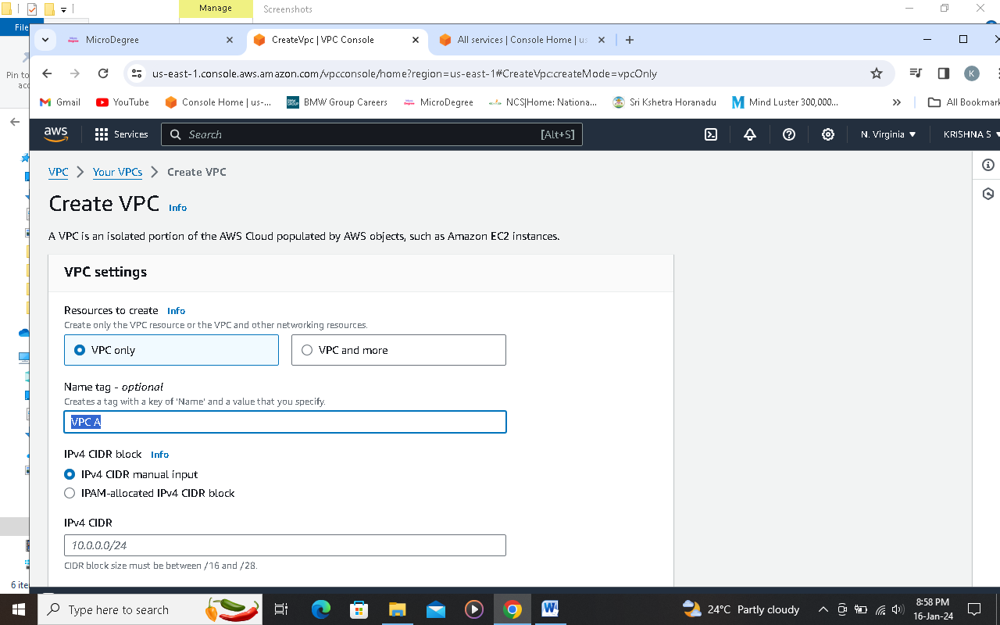 Manage
Screenshots
File
MicroDegree
CreateVpc | VPC Console
All services | Console Home | us
Pin to
acc
us-east-1.console.aws.amazon.com/vpcconsole/home?region=us-east-1#CreateVpc:createMode=vpcOnly
K
Gmail
YouTube
Console Home | us-...
BMW Group Careers
MicroDegree
NCS|Home: Nationa...
Sri Kshetra Horanadu
Mind Luster 300,000...
All Bookmark
aws
Services
Search
[Alt+S]
N. Virginia
KRISHNA S
VPC
Your VPCs
Create VPC
Create VPC
Info
A VPC is an isolated portion of the AWS Cloud populated by AWS objects, such as Amazon EC2 instances.
VPC settings
Resources to create
Info
Create only the VPC resource or the VPC and other networking resources.
VPC only
VPC and more
Name tag - optional
Creates a tag with a key of 'Name' and a value that you specify.
VPC A
IPv4 CIDR block
Info
IPv4 CIDR manual input
IPAM-allocated IPv4 CIDR block
IPv4 CIDR
10.0.0.0/24
CIDR block size must be between /16 and /28.
6 ite
Type here to search
24°C Partly cloudy
8:58 PM
16-Jan-24